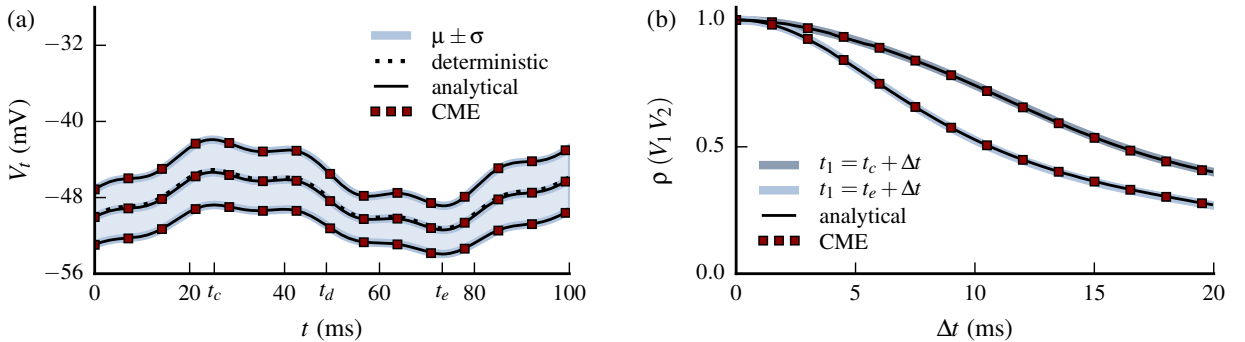 (a)
V_t (mV)
−32
−40
−48
−56
μ ± σ
deterministic
analytical
CME
0
20
t_c
40
t_d
60
t_e
80
100
t (ms)
(b)
ρ (V_1 V_2)
1.0
0.5
0.0
t_1 = t_c + Δt
t_1 = t_e + Δt
analytical
CME
0
5
10
15
20
Δt (ms)